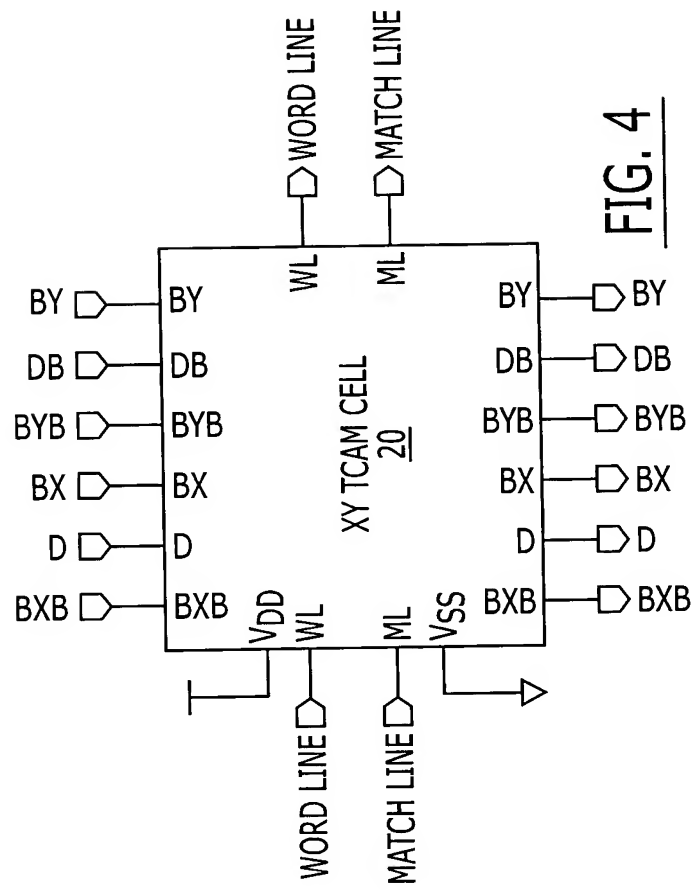 BY DB BYB BX D BXB
BY DB BYB BX D BXB
WORD LINE
WL
MATCH LINE
ML
XY TCAM CELL
20
VDD
WL
WORD LINE
ML
MATCH LINE
VSS
BY DB BYB BX D BXB
BY DB BYB BX D BXB
FIG. 4